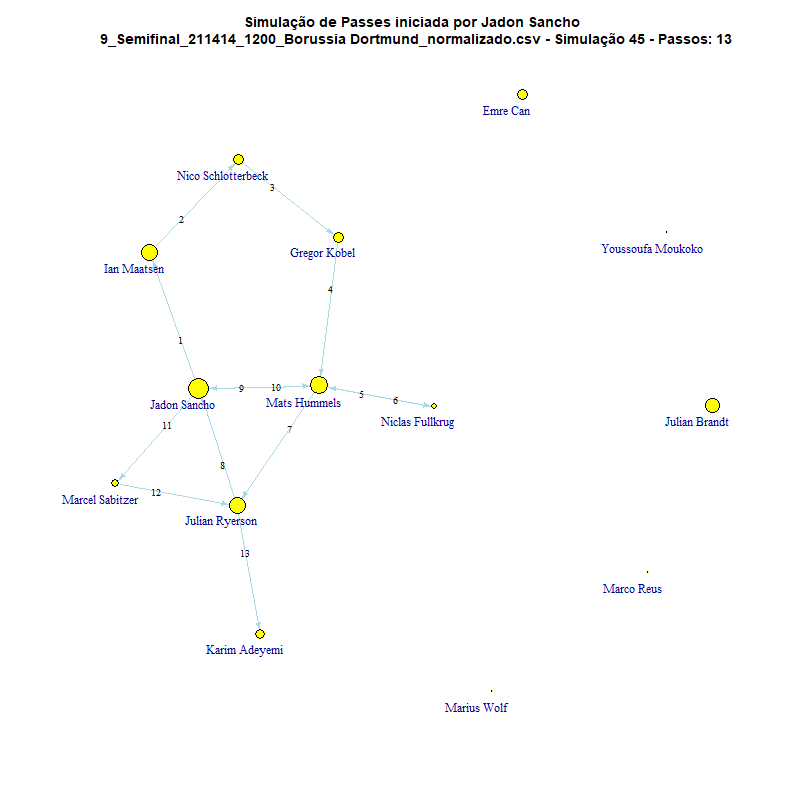 Simulação de Passes iniciada por Jadon Sancho
9_Semifinal_211414_1200_Borussia Dortmund_normalizado.csv - Simulação 45 - Passos: 13
Emre Can
Nico Schlotterbeck
3
2
Youssoufa Moukoko
Gregor Kobel
Ian Maatsen
4
1
9
10
5
6
Jadon Sancho
Mats Hummels
Niclas Fullkrug
Julian Brandt
11
7
8
12
Marcel Sabitzer
Julian Ryerson
13
Marco Reus
Karim Adeyemi
Marius Wolf